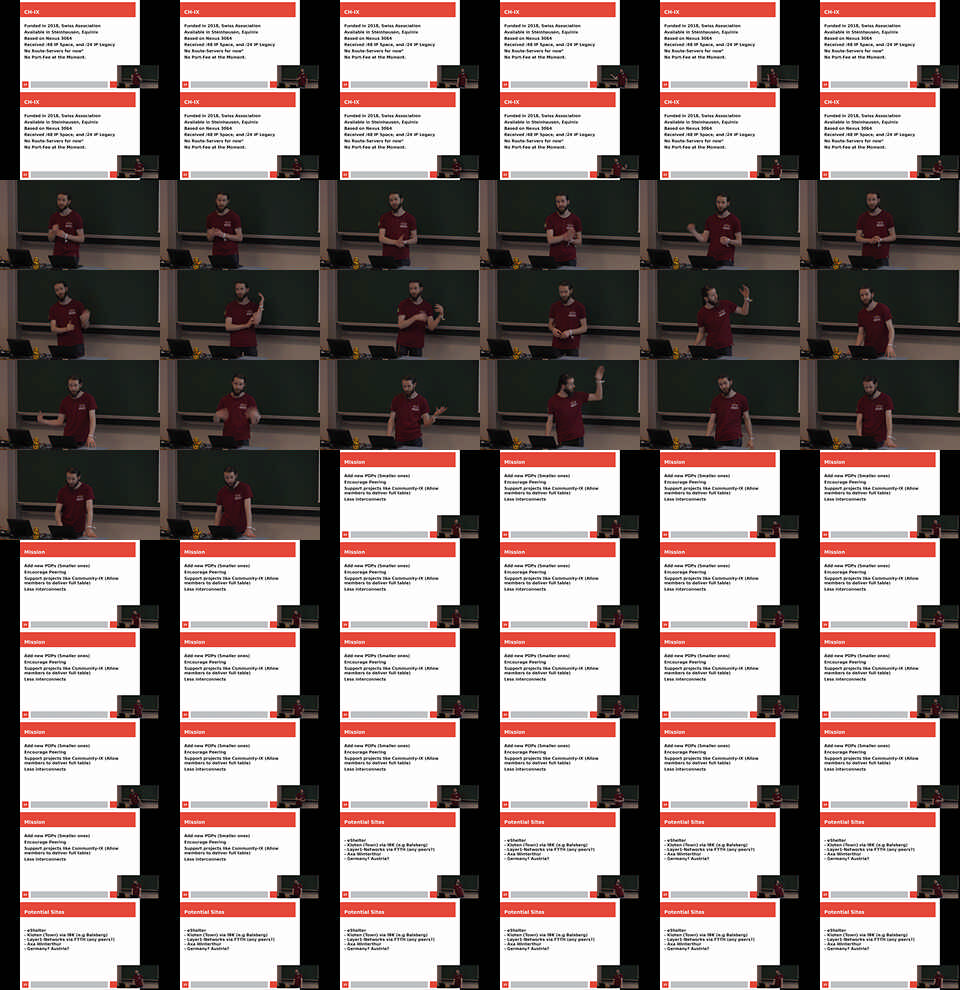 CH-IX
Funded in 2018, Swiss Association
Available in Steinhausen, Equinix
Based on Nexus 3064
Received /48 IP Space, and /24 IP Legacy
No Route-Servers for now*
No Port-Fee at the Moment.
Mission
Add new POPs (Smaller ones)
Encourage Peering
Support projects like Community-IX (Allow
members to deliver full table)
Less interconnects
Potential Sites
- eShelter
- Kloten (Town) via IBK (e.g Balsberg)
- Layer1-Networks via FTTH (any peers?)
- Axa Winterthur
- Germany? Austria?